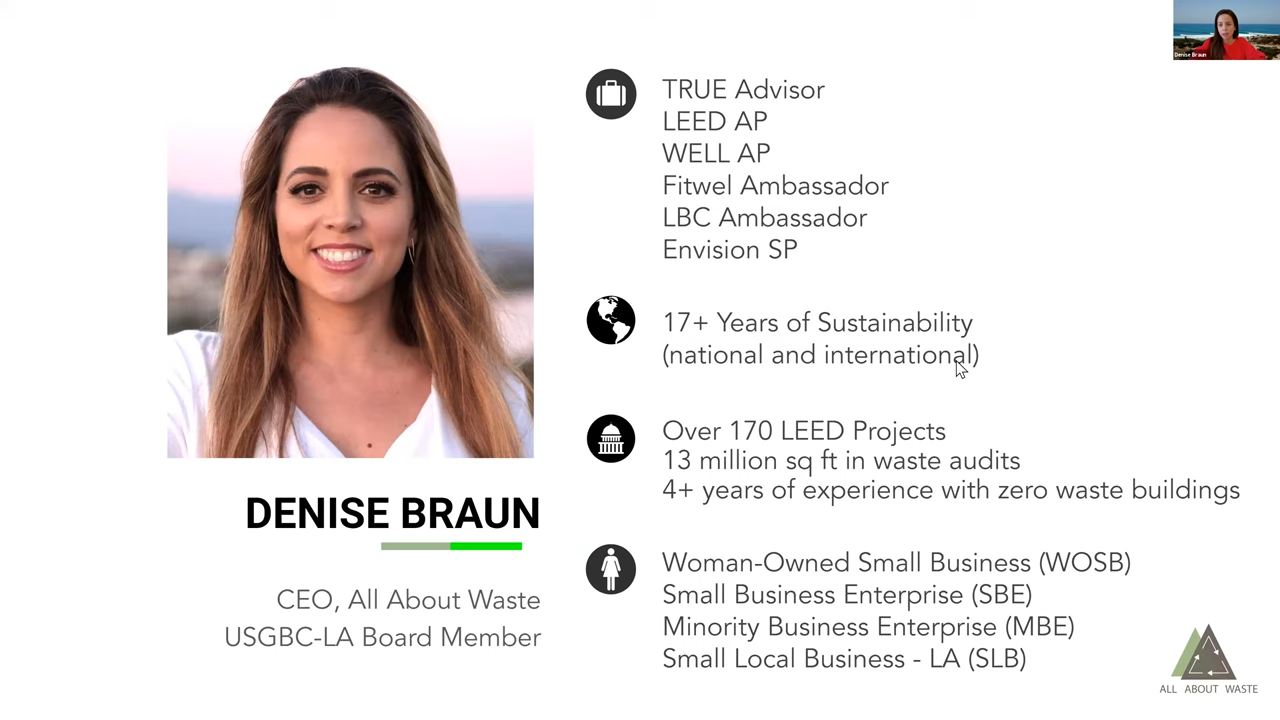 Denise Braun
TRUE Advisor
LEED AP
WELL AP
Fitwel Ambassador
LBC Ambassador
Envision SP
17+ Years of Sustainability
(national and international)
Over 170 LEED Projects
13 million sq ft in waste audits
4+ years of experience with zero waste buildings
DENISE BRAUN
CEO, All About Waste
USGBC-LA Board Member
Woman-Owned Small Business (WOSB)
Small Business Enterprise (SBE)
Minority Business Enterprise (MBE)
Small Local Business - LA (SLB)
ALL ABOUT WASTE